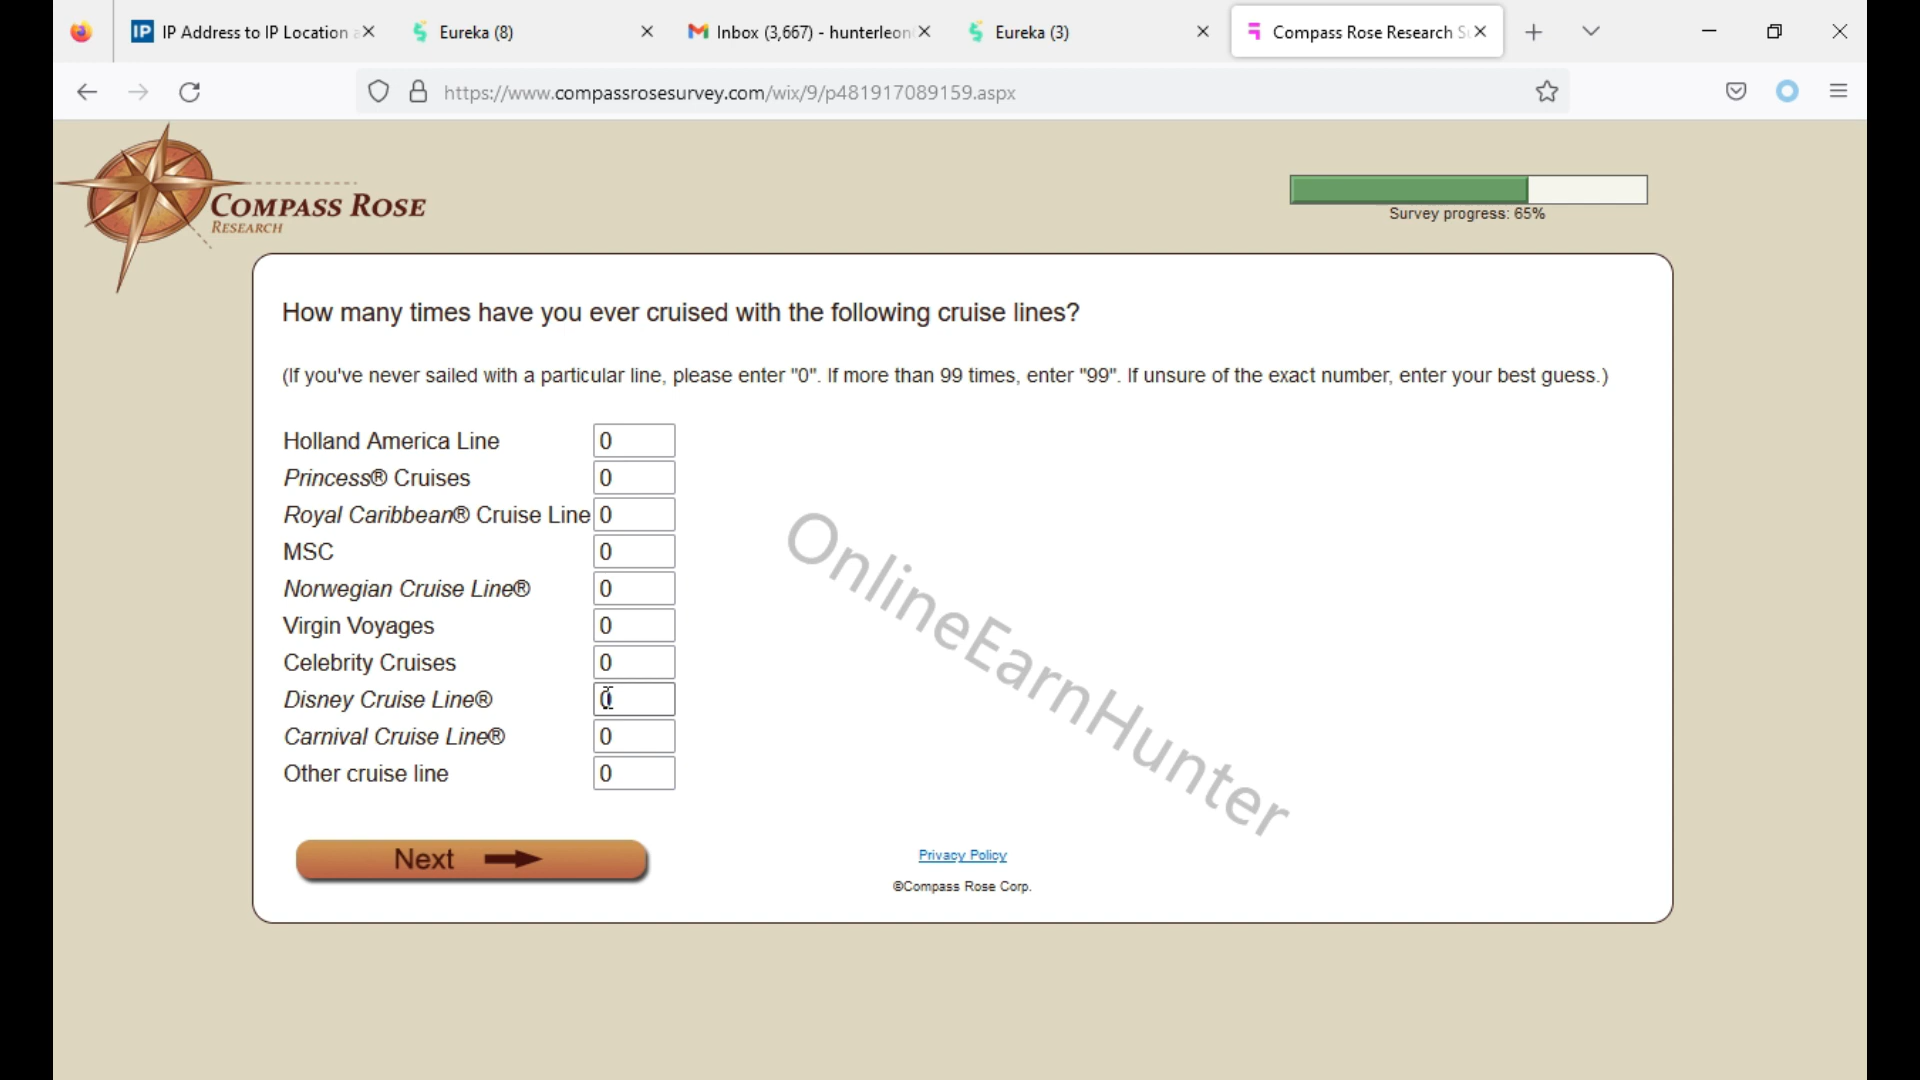 IP Address to IP Location a
Eureka (8)
Inbox (3,667) - hunterleon
Eureka (3)
Compass Rose Research S
https://www.compassrosesurvey.com/wix/9/p481917089159.aspx
COMPASS ROSE
RESEARCH
Survey progress: 65%
How many times have you ever cruised with the following cruise lines?
(If you've never sailed with a particular line, please enter "0". If more than 99 times, enter "99". If unsure of the exact number, enter your best guess.)
Holland America Line 0
Princess® Cruises 0
Royal Caribbean® Cruise Line 0
MSC 0
Norwegian Cruise Line® 0
Virgin Voyages 0
Celebrity Cruises 0
Disney Cruise Line® 0
Carnival Cruise Line® 0
Other cruise line 0
OnlineEarnHunter
Next
Privacy Policy
©Compass Rose Corp.